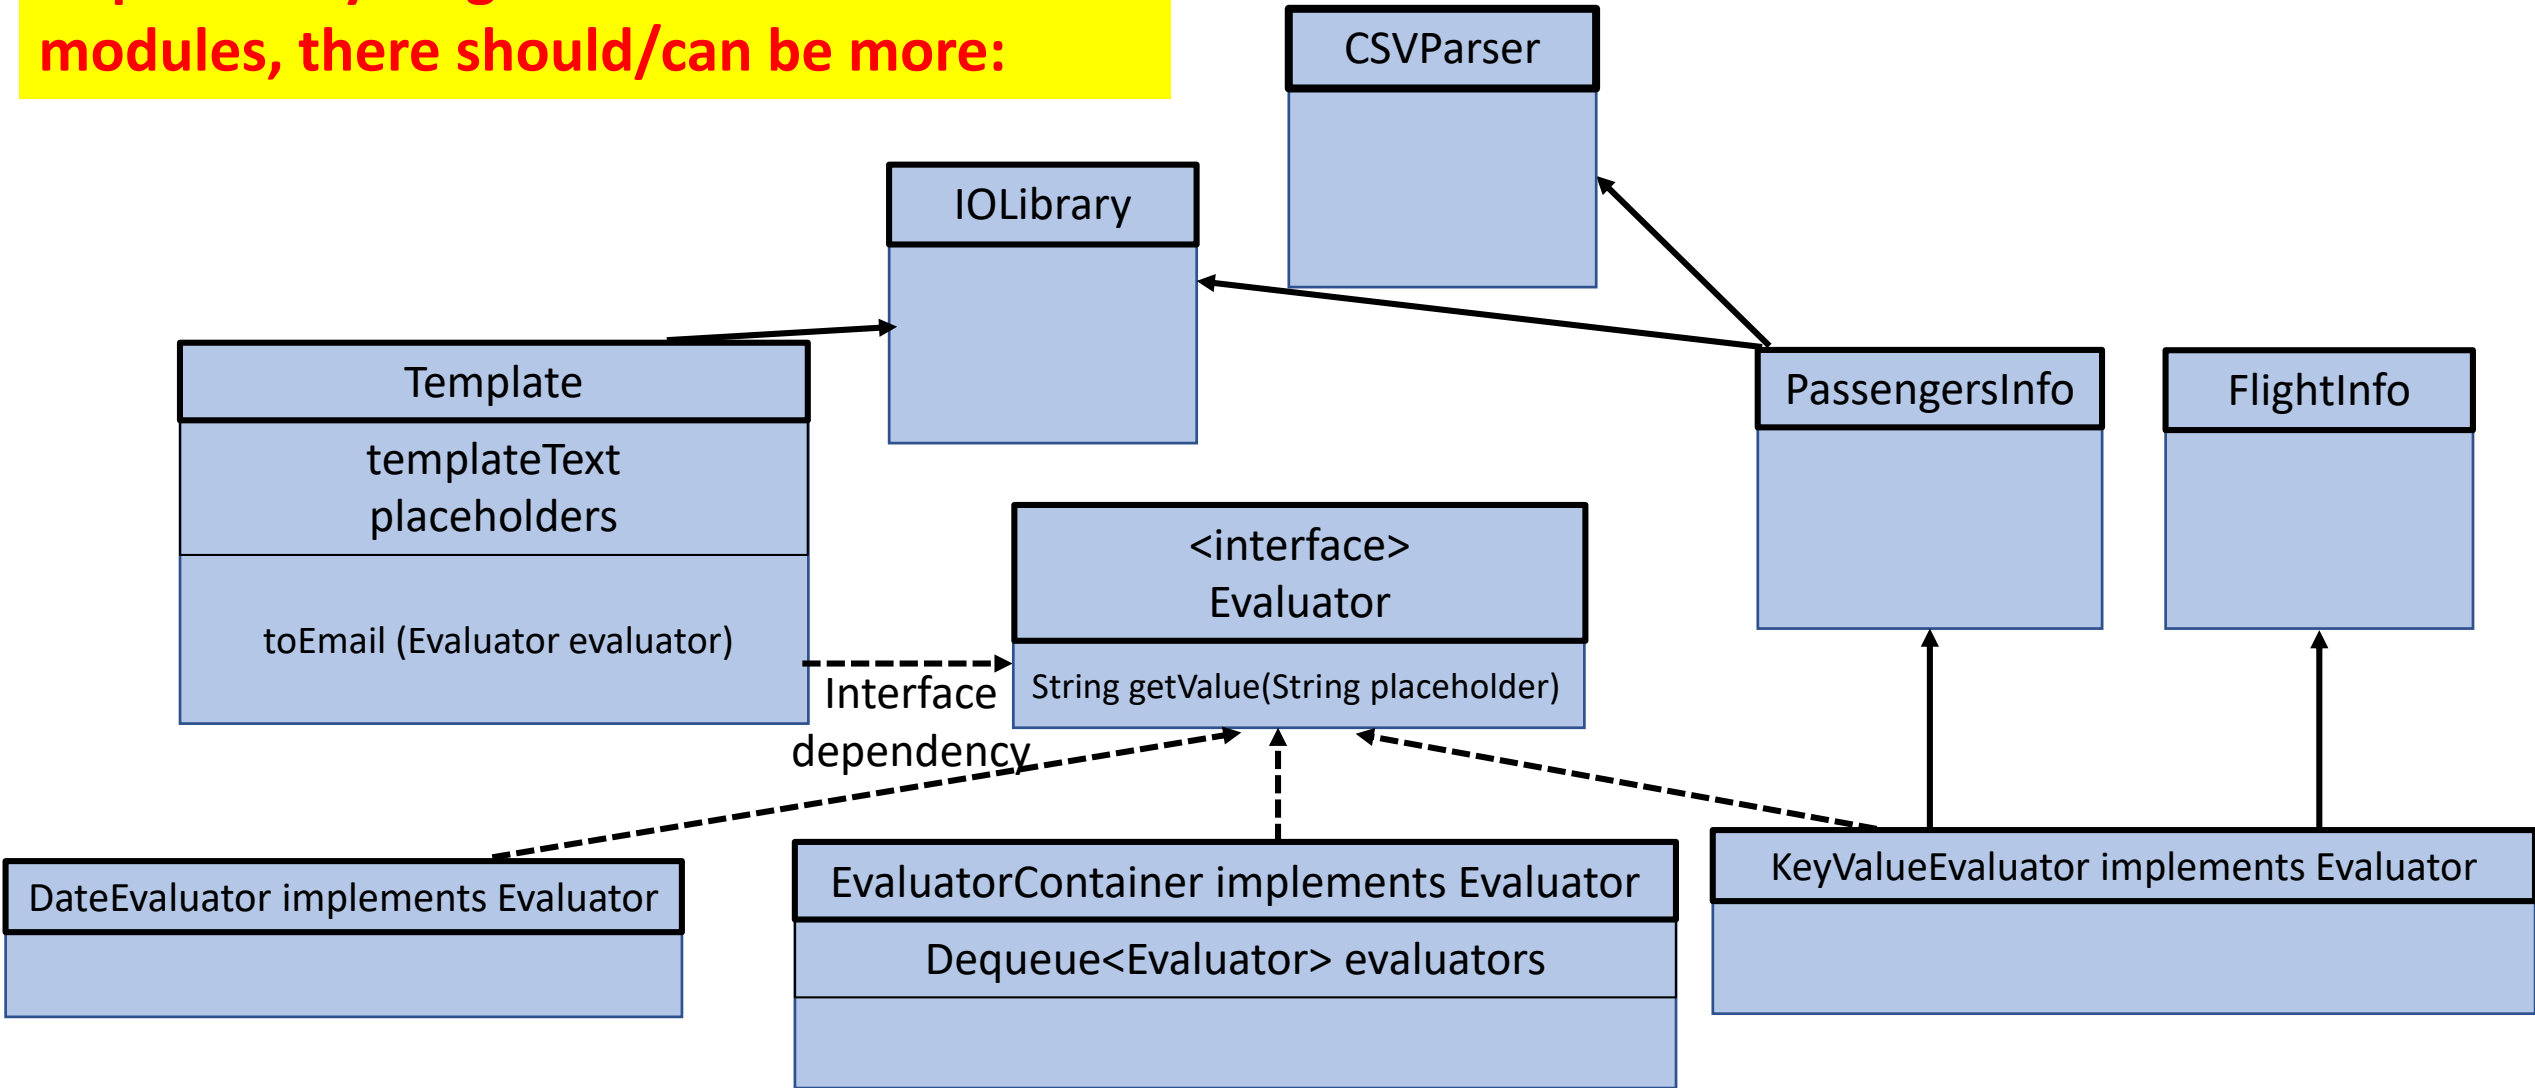 modules, there should/can be more:
CSVParser
IOLibrary
Template
templateText
placeholders
toEmail (Evaluator evaluator)
PassengersInfo
FlightInfo
<interface>
Evaluator
String getValue(String placeholder)
Interface
dependency
DateEvaluator implements Evaluator
EvaluatorContainer implements Evaluator
Dequeue<Evaluator> evaluators
KeyValueEvaluator implements Evaluator